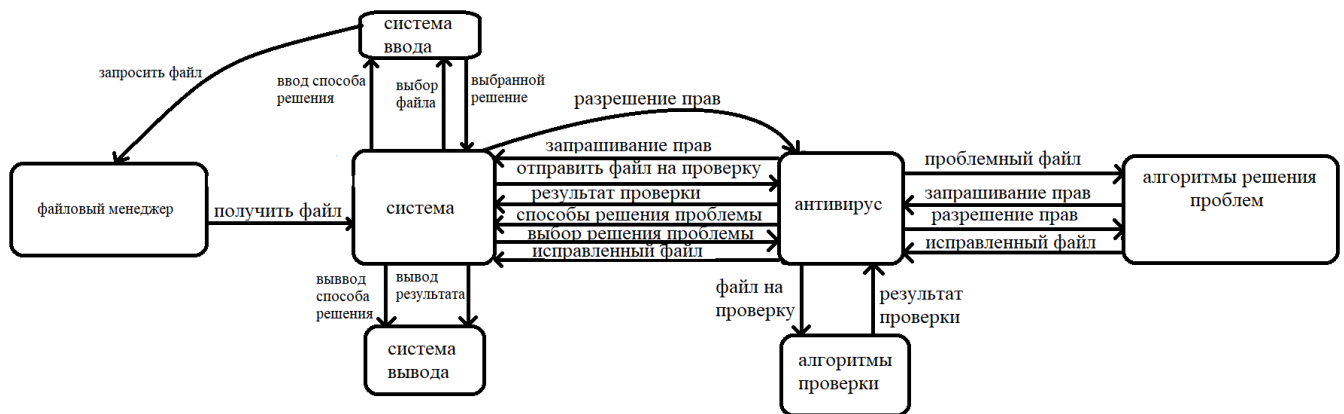 система
ввода
запросить файл
ввод способа
решения
выбор
файла
выбранной
решение
разрешение прав
запрашивание прав
отправить файл на проверку
результат проверки
способы решения проблемы
выбор решения проблемы
исправленный файл
файловый менеджер
получить файл
система
антивирус
проблемный файл
запрашивание прав
разрешение прав
исправленный файл
алгоритмы решения
проблем
выввод
способа
решения
вывод
результата
система
вывода
файл на
проверку
результат
проверки
алгоритмы
проверки